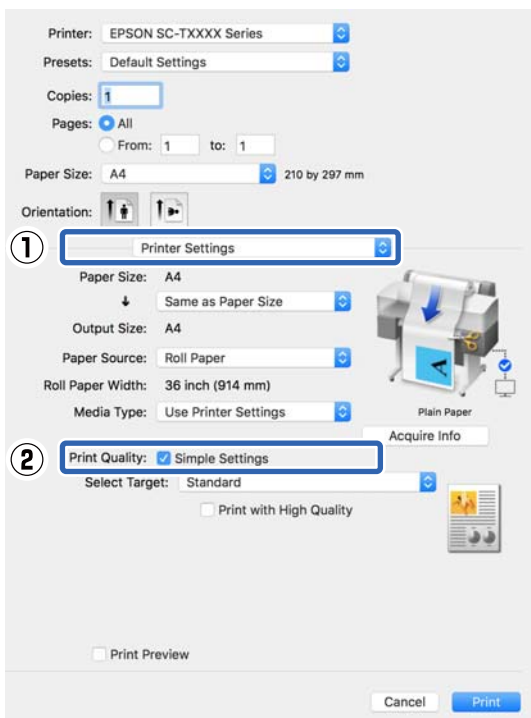 Printer: EPSON SC-TXXXX Series
Presets: Default Settings
Copies: 1
Pages: All
From: 1 to: 1
Paper Size: A4 210 by 297 mm
Orientation:
1 Printer Settings
Paper Size: A4
Same as Paper Size
Output Size: A4
Paper Source: Roll Paper
Roll Paper Width: 36 inch (914 mm)
Media Type: Use Printer Settings
Plain Paper
Acquire Info
2 Print Quality: Simple Settings
Select Target: Standard
Print with High Quality
Print Preview
Cancel Print